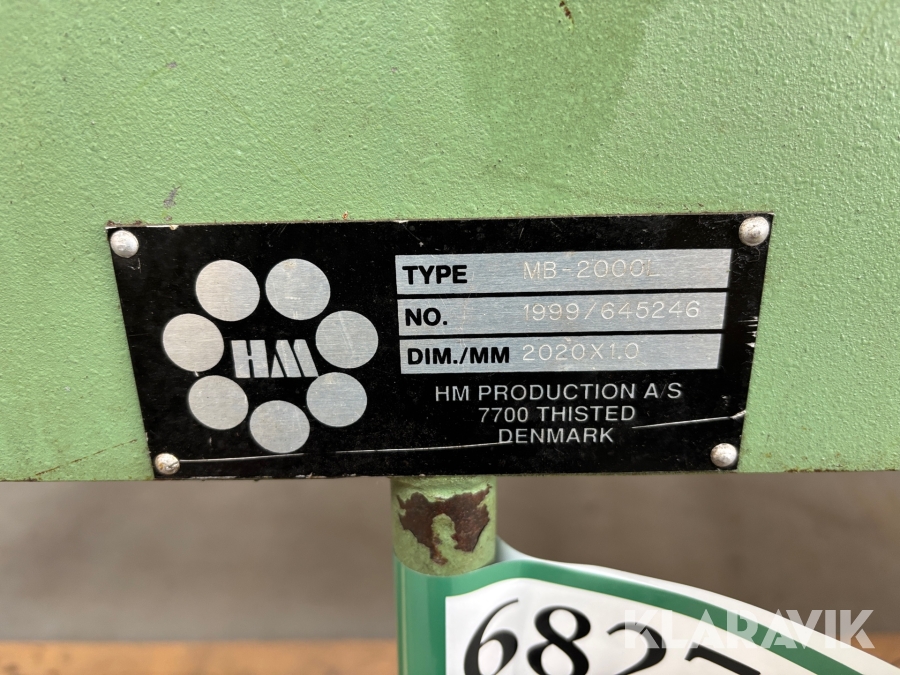 HM
TYPE MB-2000L
NO. 1999/645246
DIM./MM 2020X1.0
HM PRODUCTION A/S
7700 THISTED
DENMARK
KLARAVIK